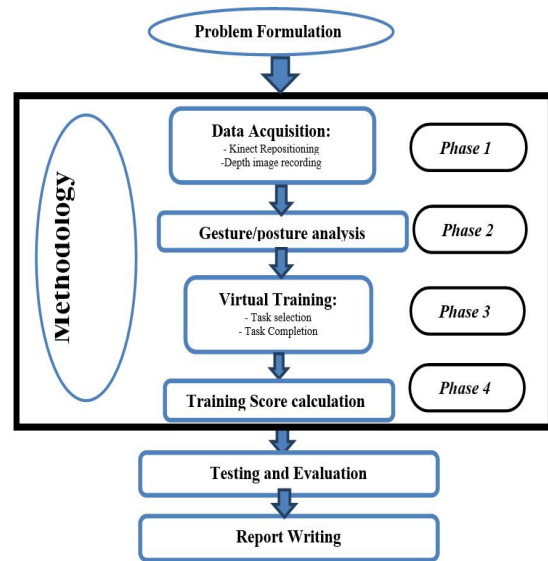 Problem Formulation
Methodology
Data Acquisition:
- Kinect Repositioning
-Depth image recording
Phase 1
Gesture/posture analysis
Phase 2
Virtual Training:
- Task selection
- Task Completion
Phase 3
Training Score calculation
Phase 4
Testing and Evaluation
Report Writing